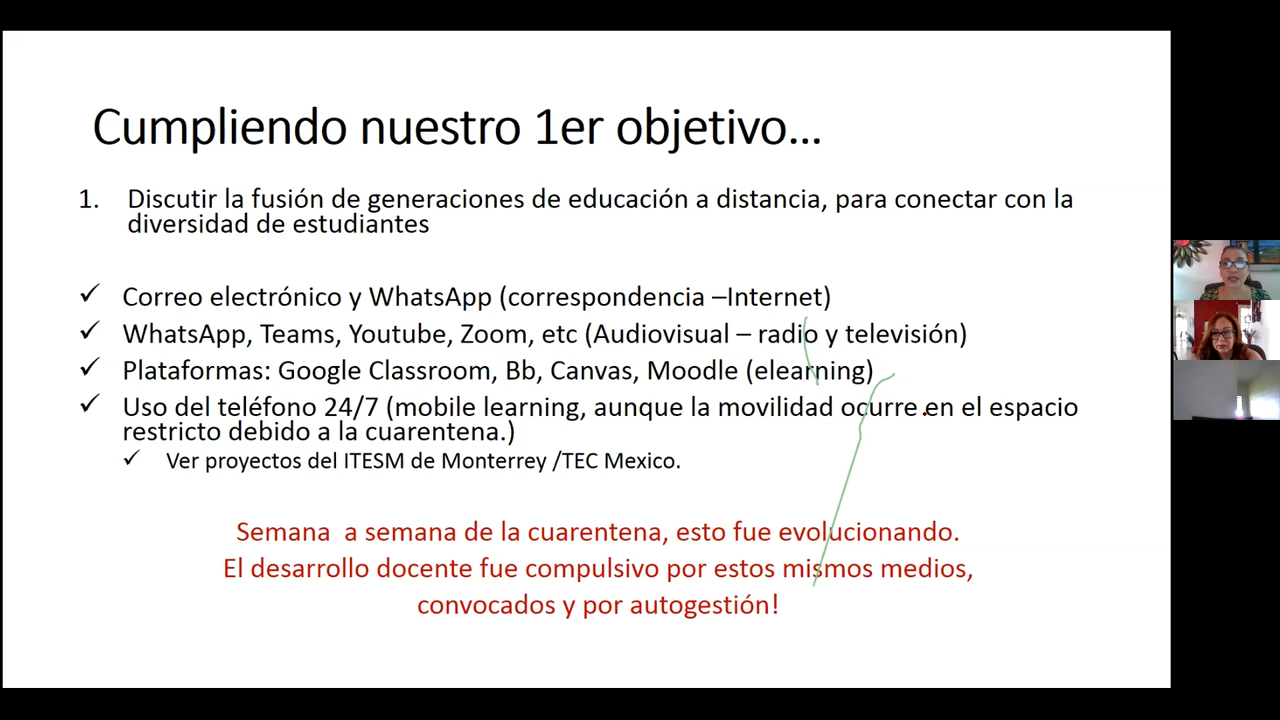 Cumpliendo nuestro 1er objetivo...
1. Discutir la fusión de generaciones de educación a distancia, para conectar con la
diversidad de estudiantes
✓ Correo electrónico y WhatsApp (correspondencia –Internet)
✓ WhatsApp, Teams, Youtube, Zoom, etc (Audiovisual – radio y televisión)
✓ Plataformas: Google Classroom, Bb, Canvas, Moodle (elearning)
✓ Uso del teléfono 24/7 (mobile learning, aunque la movilidad ocurre en el espacio
restricto debido a la cuarentena.)
✓ Ver proyectos del ITESM de Monterrey /TEC Mexico.
Semana a semana de la cuarentena, esto fue evolucionando.
El desarrollo docente fue compulsivo por estos mismos medios,
convocados y por autogestión!